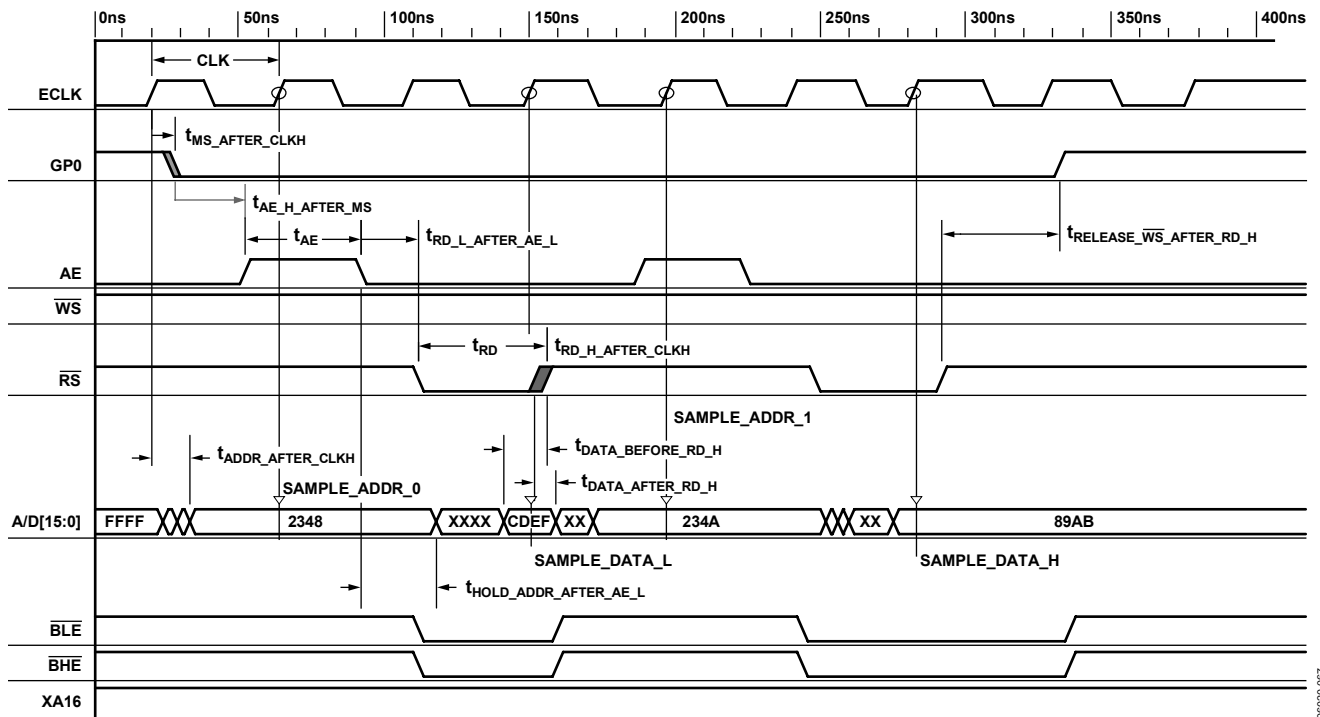 0ns 50ns 100ns 150ns 200ns 250ns 300ns 350ns 400ns
CLK
ECLK
tMS_AFTER_CLKH
GP0
tAE_H_AFTER_MS
tAE tRD_L_AFTER_AE_L tRELEASE_WS_AFTER_RD_H
AE
WS
tRD tRD_H_AFTER_CLKH
RS
SAMPLE_ADDR_1
tADDR_AFTER_CLKH tDATA_BEFORE_RD_H
SAMPLE_ADDR_0 tDATA_AFTER_RD_H
A/D[15:0] FFFF 2348 XXXX CDEF XX 234A XX 89AB
SAMPLE_DATA_L SAMPLE_DATA_H
tHOLD_ADDR_AFTER_AE_L
BLE
BHE
XA16